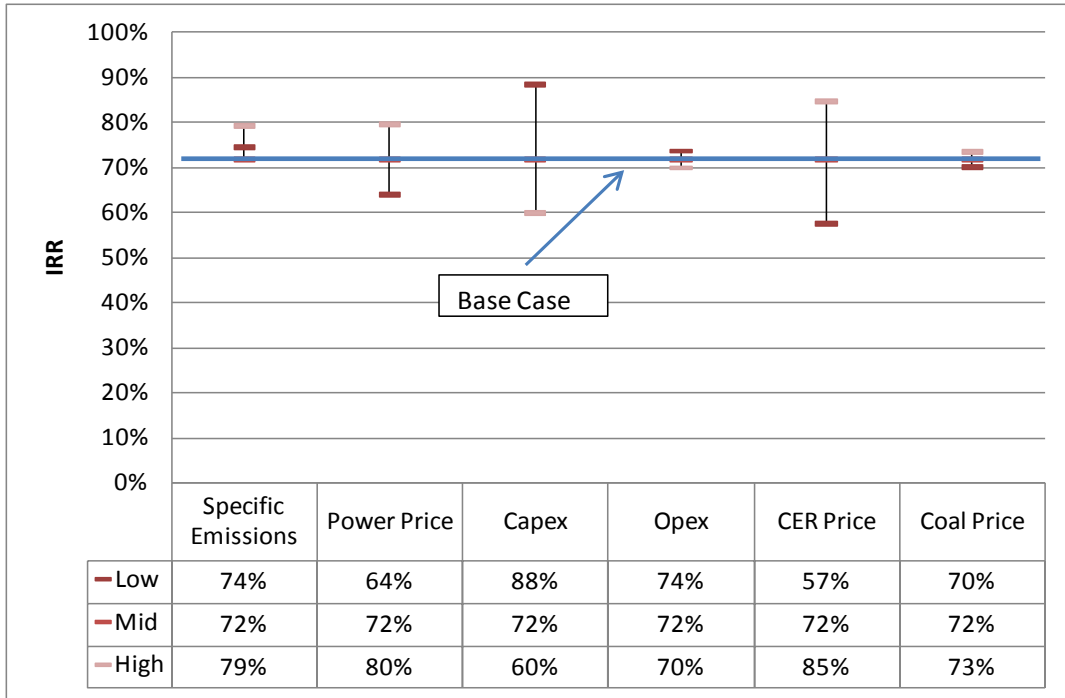 100%
90%
80%
70%
60%
50%
40%
30%
20%
10%
0%
IRR
Base Case
Specific Emissions Power Price Capex Opex CER Price Coal Price
Low 74% 64% 88% 74% 57% 70%
Mid 72% 72% 72% 72% 72% 72%
High 79% 80% 60% 70% 85% 73%